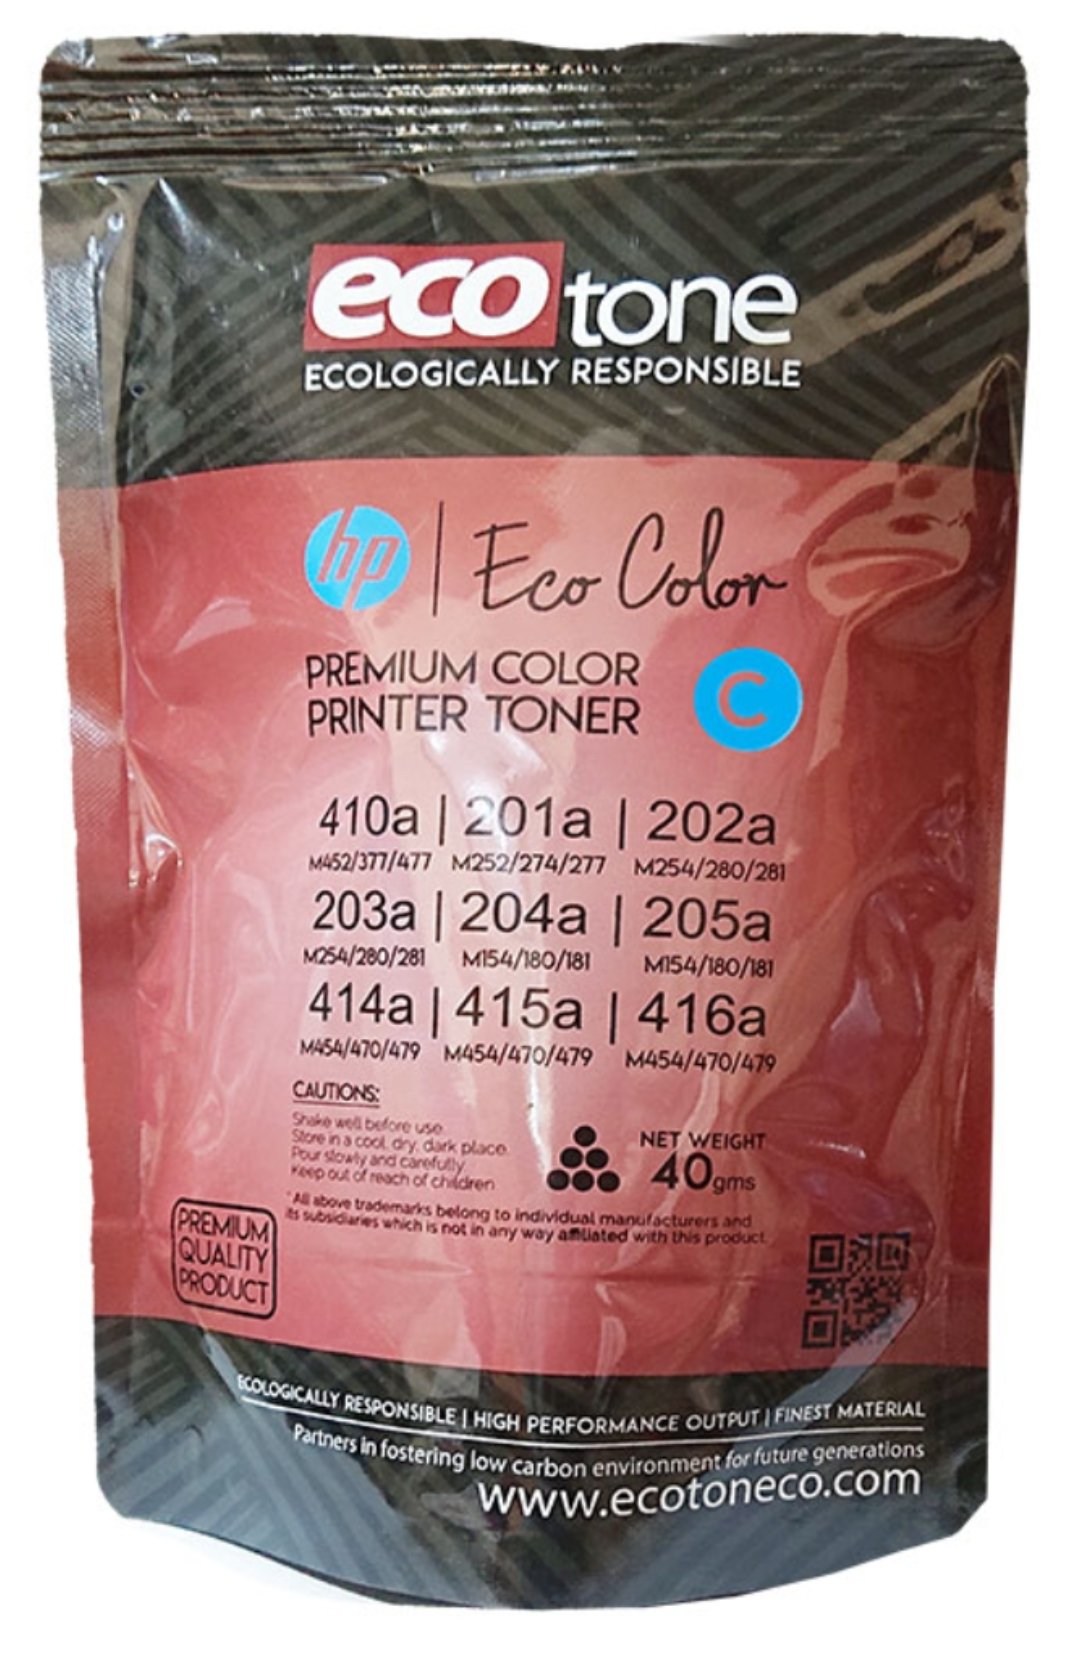 eco tone
ECOLOGICALLY RESPONSIBLE
hp | Eco Color
PREMIUM COLOR
PRINTER TONER
C
410a | 201a | 202a
M452/377/477 M252/274/277 M254/280/281
203a | 204a | 205a
M254/280/281 M154/180/181 M154/180/181
414a | 415a | 416a
M454/470/479 M454/470/479 M454/470/479
CAUTIONS:
Shake well before use.
Store in a cool, dry, dark place.
Pour slowly and carefully.
Keep out of reach of children
NET WEIGHT
40gms
*All above trademarks belong to individual manufacturers and
its subsidiaries which is not in any way affiliated with this product.
PREMIUM
QUALITY
PRODUCT
ECOLOGICALLY RESPONSIBLE | HIGH PERFORMANCE OUTPUT | FINEST MATERIAL
Partners in fostering low carbon environment for future generations
www.ecotoneco.com